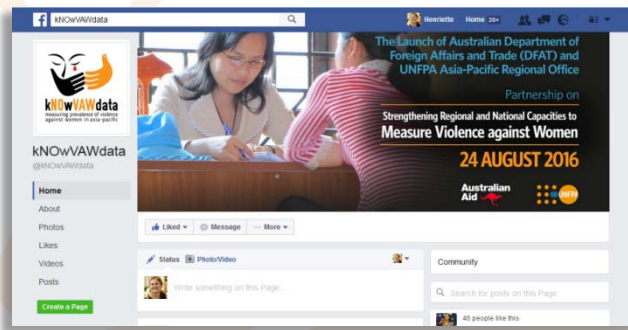 kNOwVAWdata
Henriette Home 20+
The Launch of Australian Department of
Foreign Affairs and Trade (DFAT) and
UNFPA Asia-Pacific Regional Office
Partnership on
Strengthening Regional and National Capacities to
Measure Violence against Women
24 AUGUST 2016
Australian
Aid
UNFPA
kNOwVAWdata
measuring prevalence of violence
against women in asia-pacific
kNOwVAWdata
@kNOwVAWdata
Home
About
Photos
Likes
Videos
Posts
Create a Page
Liked Message More
Status Photo/Video
Write something on this Page...
Community
Search for posts on this Page
46 people like this